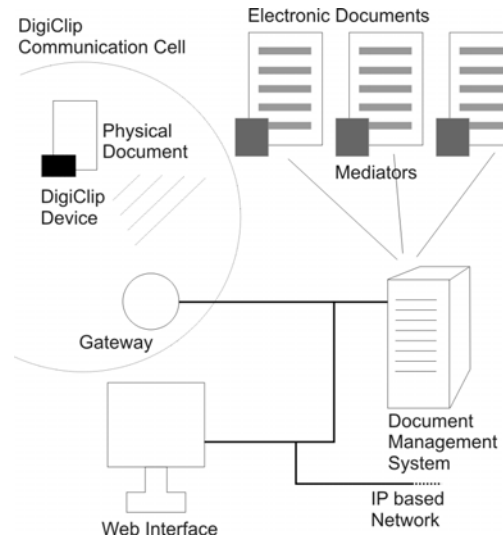 DigiClip
Communication Cell
Electronic Documents
Physical
Document
DigiClip
Device
Mediators
Gateway
Document
Management
System
IP based
Network
Web Interface